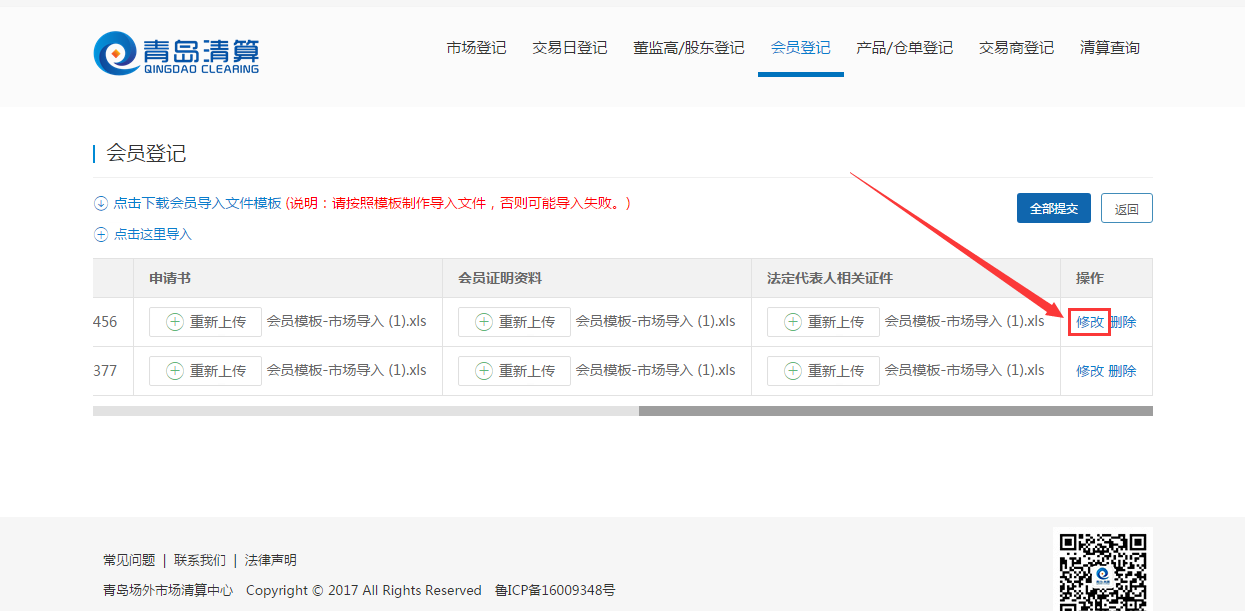 青岛清算
QINGDAO CLEARING
市场登记 交易日登记 董监高/股东登记 会员登记 产品/仓单登记 交易商登记 清算查询
会员登记
点击下载会员导入文件模板 (说明：请按照模板制作导入文件，否则可能导入失败。)
全部提交 返回
点击这里导入
申请书 会员证明资料 法定代表人相关证件 操作
456 重新上传 会员模板-市场导入 (1).xls 重新上传 会员模板-市场导入 (1).xls 重新上传 会员模板-市场导入 (1).xls 修改 删除
377 重新上传 会员模板-市场导入 (1).xls 重新上传 会员模板-市场导入 (1).xls 重新上传 会员模板-市场导入 (1).xls 修改 删除
常见问题 | 联系我们 | 法律声明
青岛场外市场清算中心 Copyright © 2017 All Rights Reserved 鲁ICP备16009348号